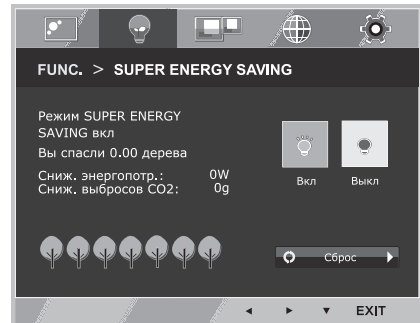 FUNC. > SUPER ENERGY SAVING
Режим SUPER ENERGY
SAVING вкл
Вы спасли 0.00 дерева
Сниж. энергопотр.: 0W
Сниж. выбросов CO2: 0g
Вкл Выкл
Сброс
EXIT